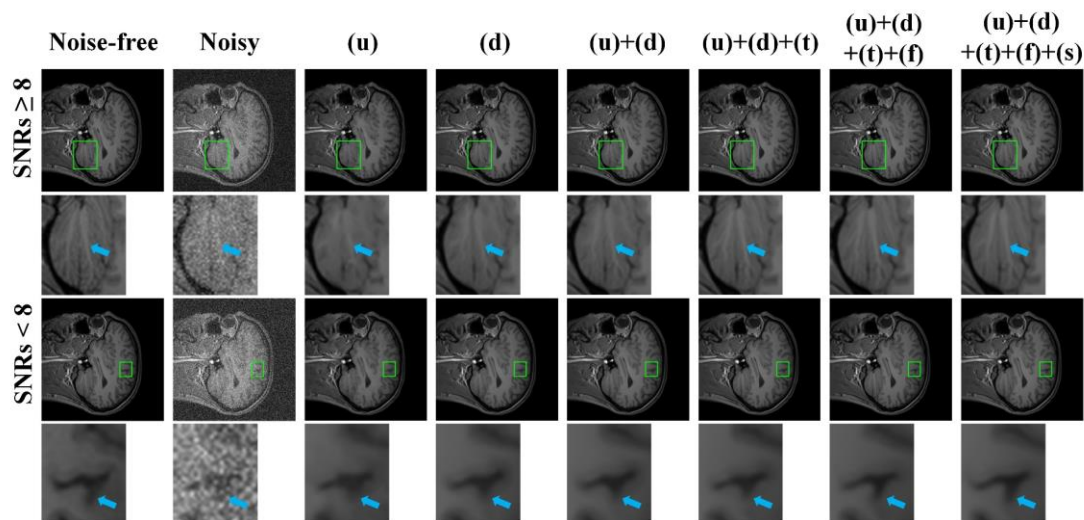 Noise-free
Noisy
(u)
(d)
(u)+(d)
(u)+(d)+(t)
(u)+(d)
+(t)+(f)
(u)+(d)
+(t)+(f)+(s)
SNRs ≥ 8
SNRs < 8